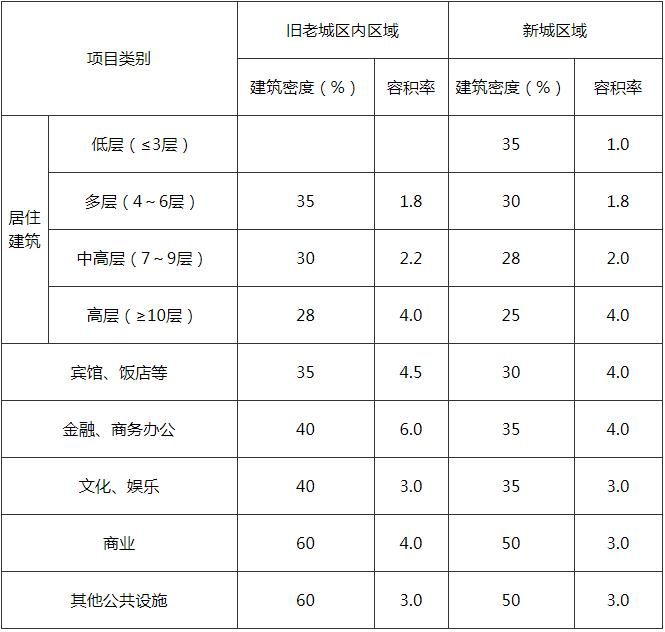 项目类别 旧老城区内区域 新城区域
建筑密度（%） 容积率 建筑密度（%） 容积率
居住建筑 低层（≤3层） 35 1.0
多层（4～6层） 35 1.8 30 1.8
中高层（7～9层） 30 2.2 28 2.0
高层（≥10层） 28 4.0 25 4.0
宾馆、饭店等 35 4.5 30 4.0
金融、商务办公 40 6.0 35 4.0
文化、娱乐 40 3.0 35 3.0
商业 60 4.0 50 3.0
其他公共设施 60 3.0 50 3.0